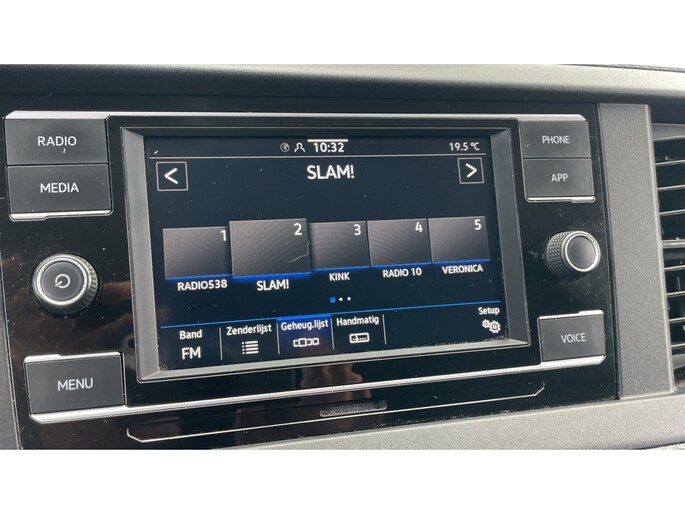 RADIO
MEDIA
MENU
10:32
19.5 °C
<
SLAM!
>
1
2
3
4
5
RADIO538
SLAM!
KINK
RADIO 10
VERONICA
Band
FM
Zenderlijst
Geheug.lijst
Handmatig
Setup
PHONE
APP
VOICE